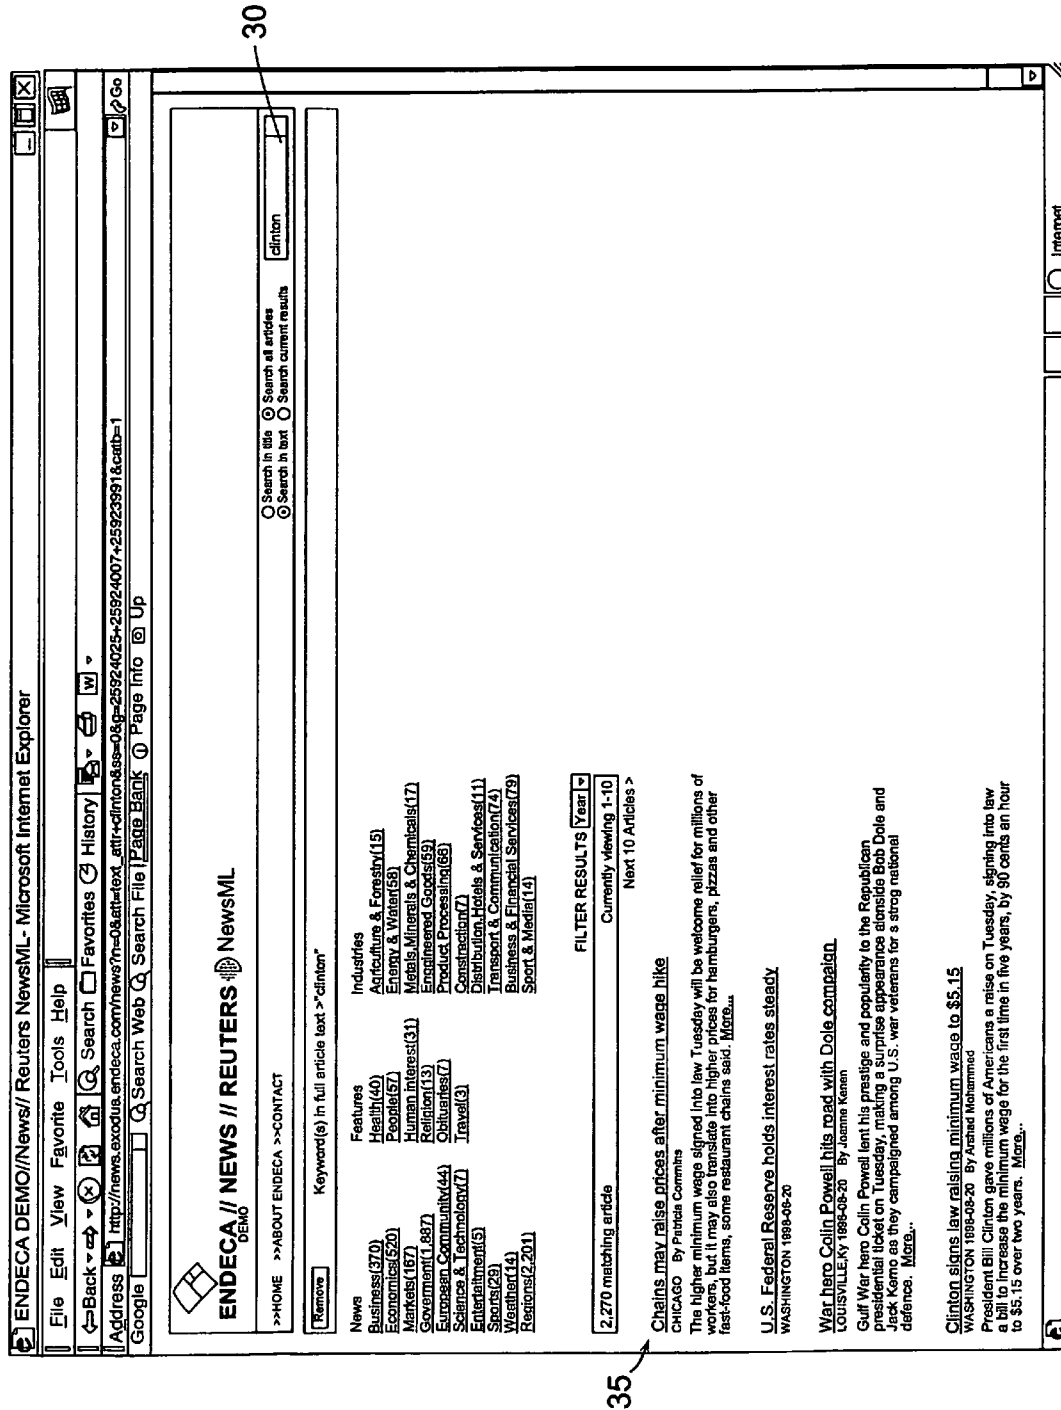 ENDECA DEMO//News// Reuters NewsML- Microsoft Internet Explorer
File Edit View Favorite Tools Help
Back Search Favorites History W
Address http://news.exodus.endeca.com/news?n=0&att=text_attr+clinton&ss=0&g=25924025+25924007+25923991&catb=1 Go
Google Search Web Search File Page Bank Page Info Up
ENDECA // NEWS // REUTERS NewsML
DEMO
>>HOME >>ABOUT ENDECA >>CONTACT
Search in title Search all articles
Search in text Search current results
clinton
30
Remove Keyword(s) in full article text >"clinton"
News
Business(370)
Economics(520)
Markets(167)
Goverment(1,887)
European Community(44)
Science & Technology(7)
Entertaitment(5)
Sports(29)
Weather(14)
Regions(2,201)
Features
Health(40)
People(57)
Human interest(31)
Religion(13)
Obituaries(7)
Travel(3)
Industries
Agriculture & Forestry(15)
Energy & Water(58)
Metals,Minerals & Chemicals(17)
Enggineered Goods(59)
Product Processing(66)
Construction(7)
Distribution,Hotels & Services(11)
Transport & Communication(74)
Business & Financial Services(79)
Sport & Media(14)
FILTER RESULTS Year
2,270 matching article Currently viewing 1-10
Next 10 Articles >
35
Chains may raise prices after minimum wage hike
CHICAGO By Patricia Commins
The higher minimum wage signed into law Tuesday will be welcome relief for millions of
workers, but it may also translate into higher prices for hamburgers, pizzas and other
fast-food items, some restaurant chains said. More...
U.S. Federal Reserve holds interest rates steady
WASHINGTON 1998-08-20
War hero Colin Powell hits road with Dole compaign
LOUISVILLE,Ky 1998-08-20 By Joanne Kenen
Gulf War hero Colin Powell lent his prestige and popularity to the Republican
presidential ticket on Tuesday, making a surprise appearance alonside Bob Dole and
Jack Kemo as they campaigned among U.S. war veterans for s strog national
defence. More...
Clinton signs law raising minimum wage to $5.15
WASHINGTON 1998-08-20 By Arshad Mohammed
President Bill Clinton gave millions of Americans a raise on Tuesday, signing into law
a bill to increase the minimum wage for the first time in five years, by 90 cents an hour
to $5.15 over two years. More...
Internet